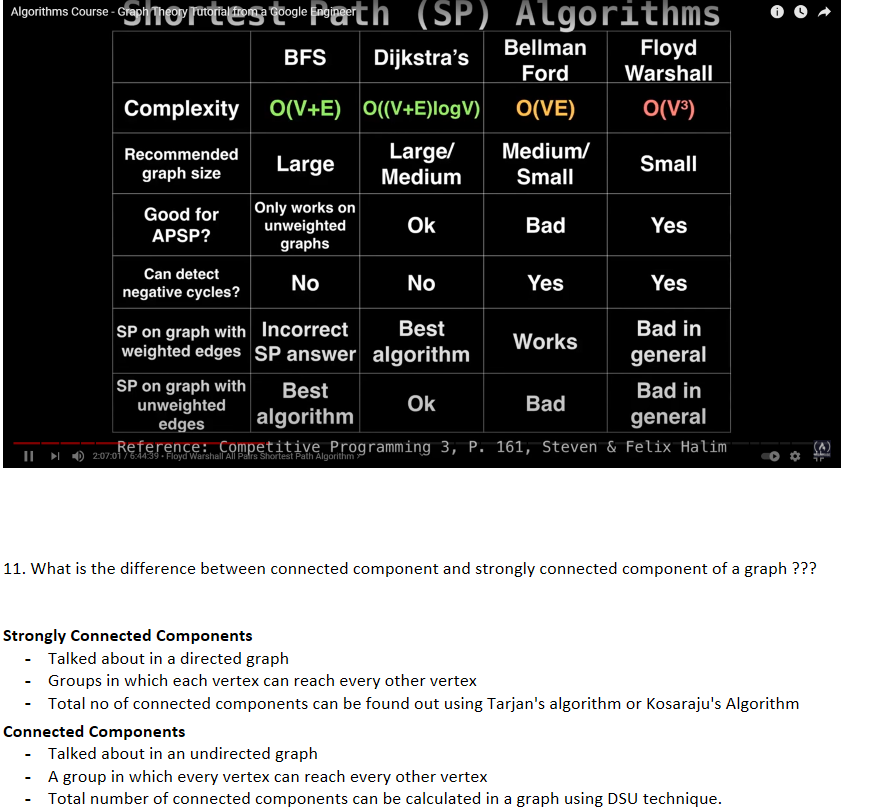 Algorithms Course - Graph Theory Tutorial from a Google Engineer
Shortest Path (SP) Algorithms
BFS
Dijkstra's
Bellman
Ford
Floyd
Warshall
Complexity
O(V+E)
O((V+E)logV)
O(VE)
O(V³)
Recommended
graph size
Large
Large/
Medium
Medium/
Small
Small
Good for
APSP?
Only works on
unweighted
graphs
Ok
Bad
Yes
Can detect
negative cycles?
No
No
Yes
Yes
SP on graph with
weighted edges
Incorrect
SP answer
Best
algorithm
Works
Bad in
general
SP on graph with
unweighted
edges
Best
algorithm
Ok
Bad
Bad in
general
Reference: Competitive Programming 3, P. 161, Steven & Felix Halim
2:07:01 / 6:44:39 • Floyd Warshall All Pairs Shortest Path Algorithm >
11. What is the difference between connected component and strongly connected component of a graph ???
Strongly Connected Components
- Talked about in a directed graph
- Groups in which each vertex can reach every other vertex
- Total no of connected components can be found out using Tarjan's algorithm or Kosaraju's Algorithm
Connected Components
- Talked about in an undirected graph
- A group in which every vertex can reach every other vertex
- Total number of connected components can be calculated in a graph using DSU technique.